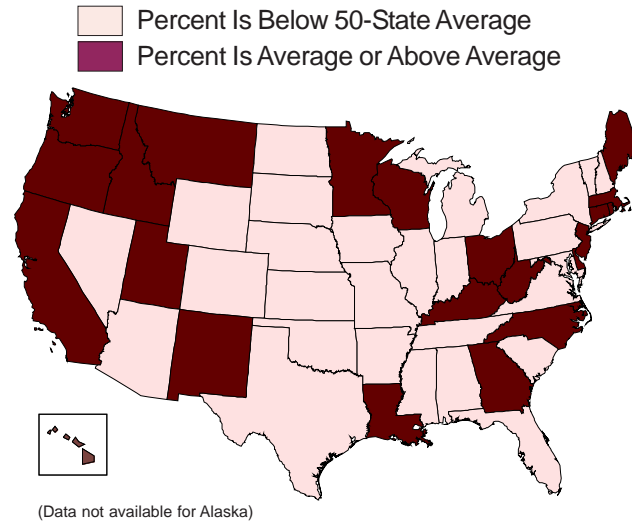 Percent Is Below 50-State Average
Percent Is Average or Above Average
(Data not available for Alaska)